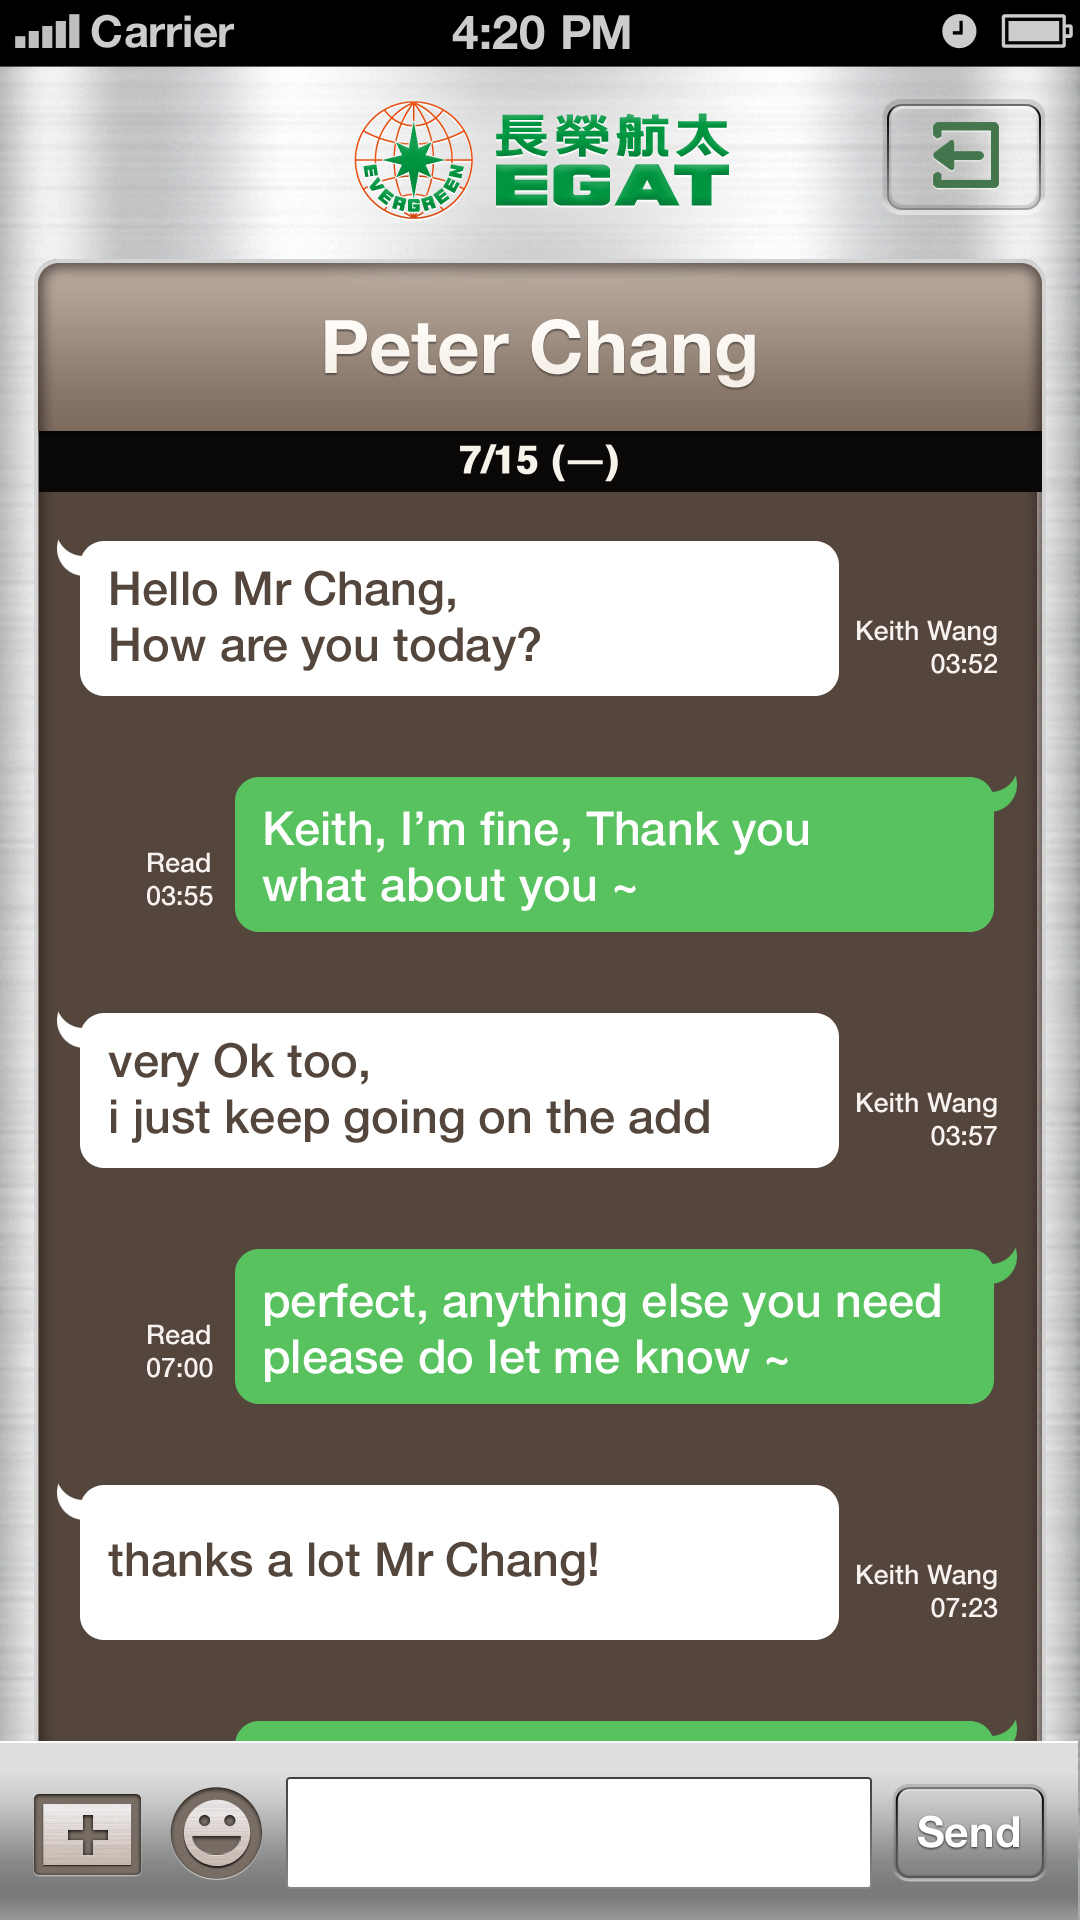 Carrier 4:20 PM
EVERGREEN
長榮航太
EGAT
Peter Chang
7/15 (一)
Hello Mr Chang,
How are you today?
Keith Wang
03:52
Keith, I’m fine, Thank you
what about you ~
Read
03:55
very Ok too,
i just keep going on the add
Keith Wang
03:57
perfect, anything else you need
please do let me know ~
Read
07:00
thanks a lot Mr Chang!
Keith Wang
07:23
Send